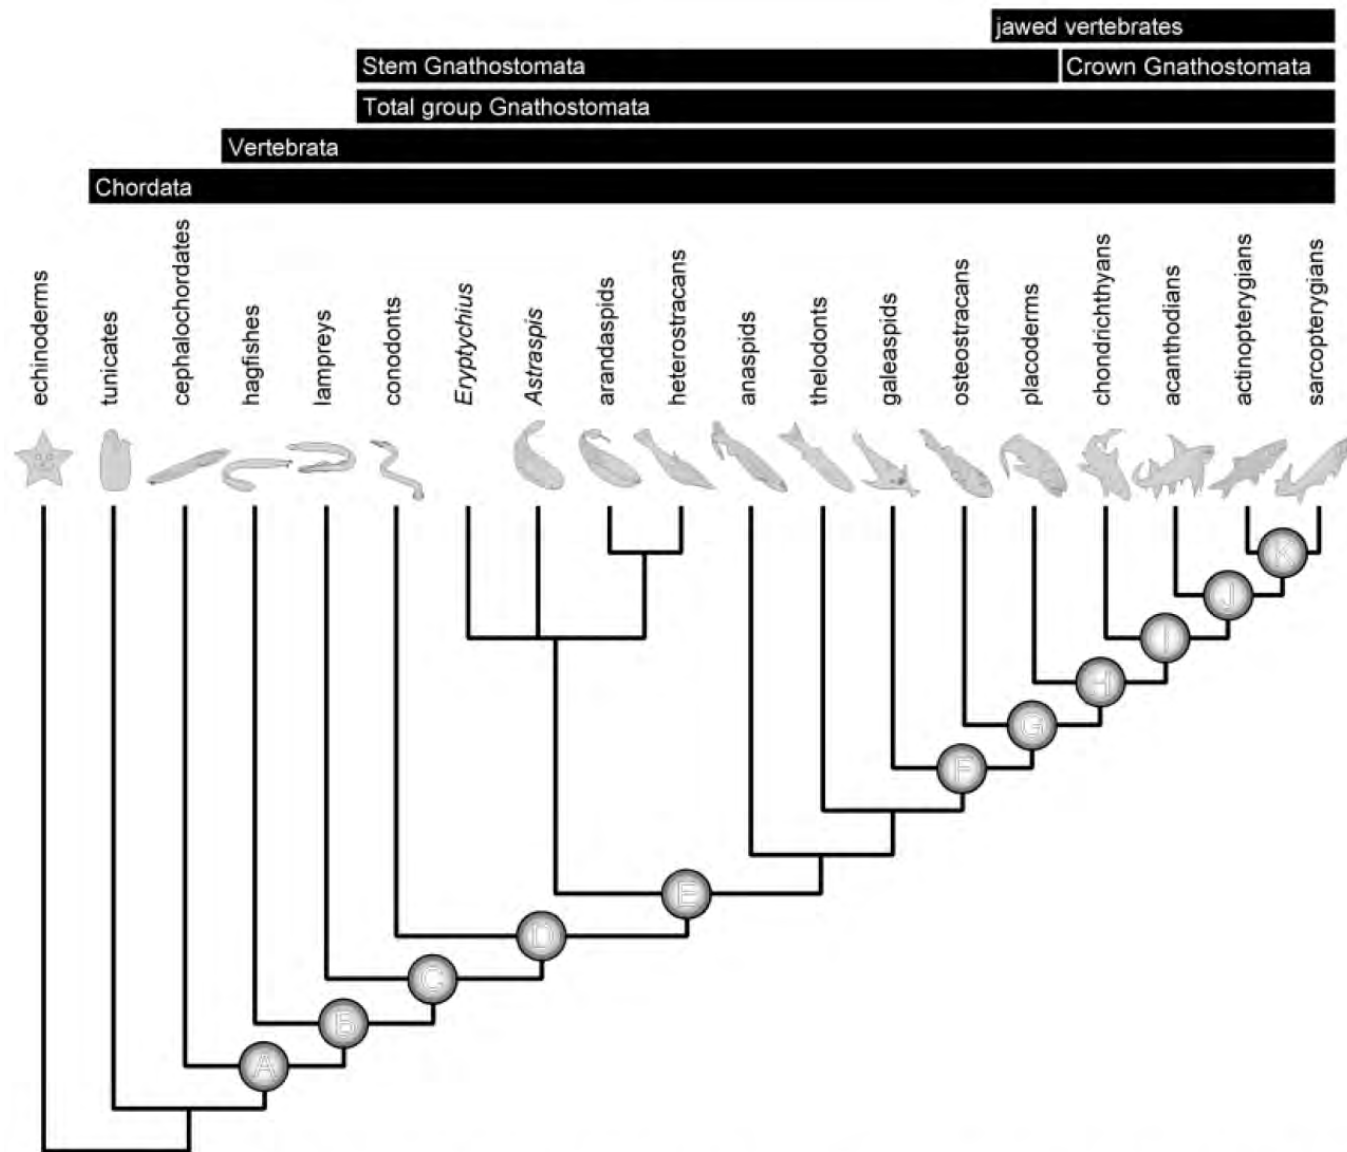 jawed vertebrates
Stem Gnathostomata
Crown Gnathostomata
Total group Gnathostomata
Vertebrata
Chordata
echinoderms
tunicates
cephalochordates
hagfishes
lampreys
conodonts
Eryptychius
Astraspis
arandaspids
heterostracans
anaspids
thelodonts
galeaspids
osteostracans
placoderms
chondrichthyans
acanthodians
actinopterygians
sarcopterygians
K
J
I
H
G
F
E
D
C
B
A